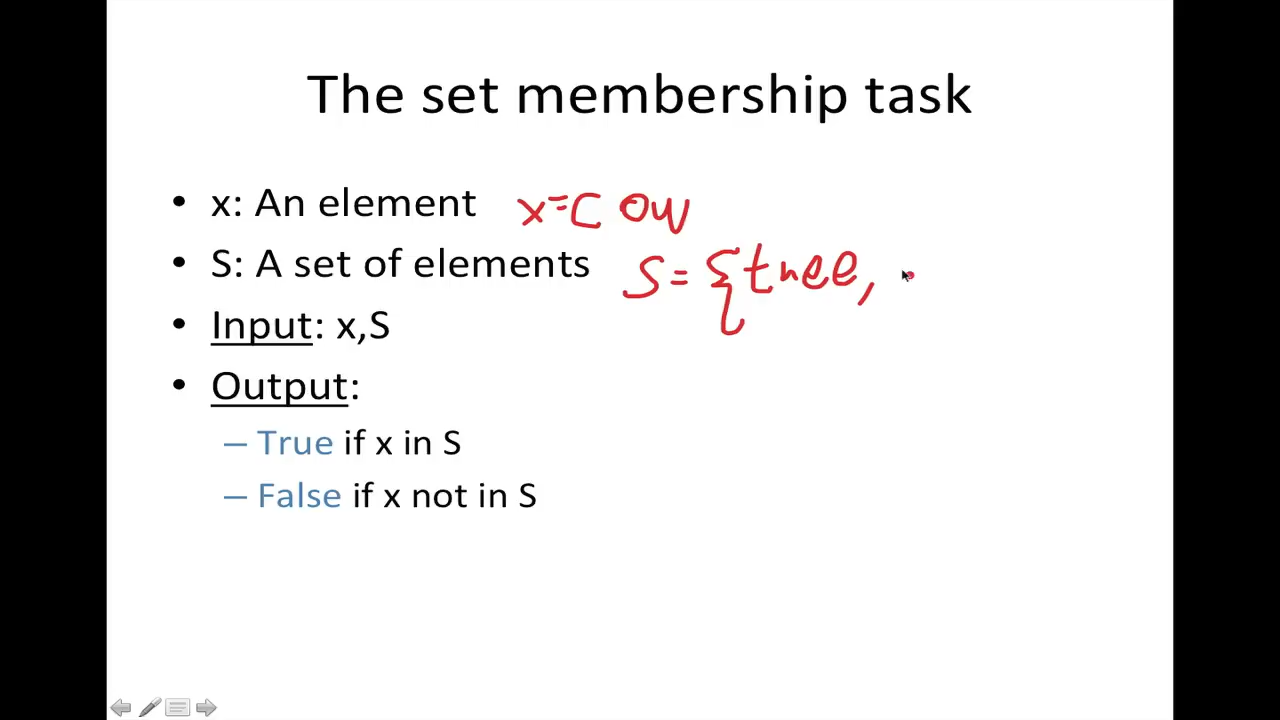 The set membership task
• x: An element x=Cow
• S: A set of elements S={tree,
• Input: x,S
• Output:
– True if x in S
– False if x not in S